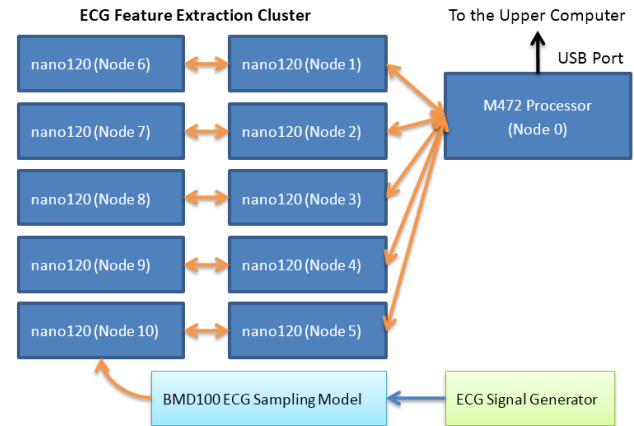 ECG Feature Extraction Cluster
To the Upper Computer
USB Port
nano120 (Node 6)
nano120 (Node 1)
M472 Processor
(Node 0)
nano120 (Node 7)
nano120 (Node 2)
nano120 (Node 8)
nano120 (Node 3)
nano120 (Node 9)
nano120 (Node 4)
nano120 (Node 10)
nano120 (Node 5)
BMD100 ECG Sampling Model
ECG Signal Generator